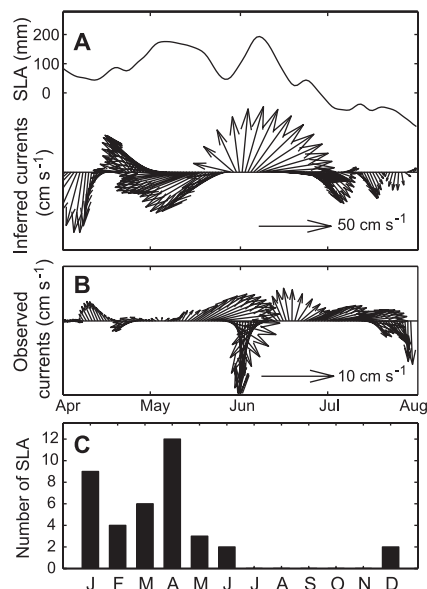 A
SLA (mm)
200
100
0
Inferred currents
(cm s⁻¹)
50 cm s⁻¹
B
Observed
currents (cm s⁻¹)
10 cm s⁻¹
Apr May Jun Jul Aug
C
Number of SLA
12
10
8
6
4
2
0
J F M A M J J A S O N D